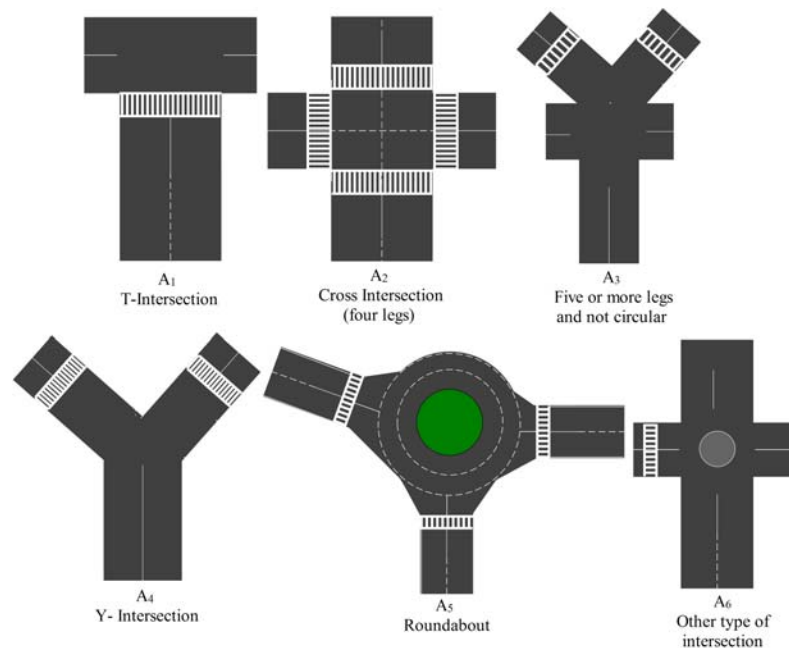 A₁
T-Intersection
A₂
Cross Intersection
(four legs)
A₃
Five or more legs
and not circular
A₄
Y- Intersection
A₅
Roundabout
A₆
Other type of
intersection